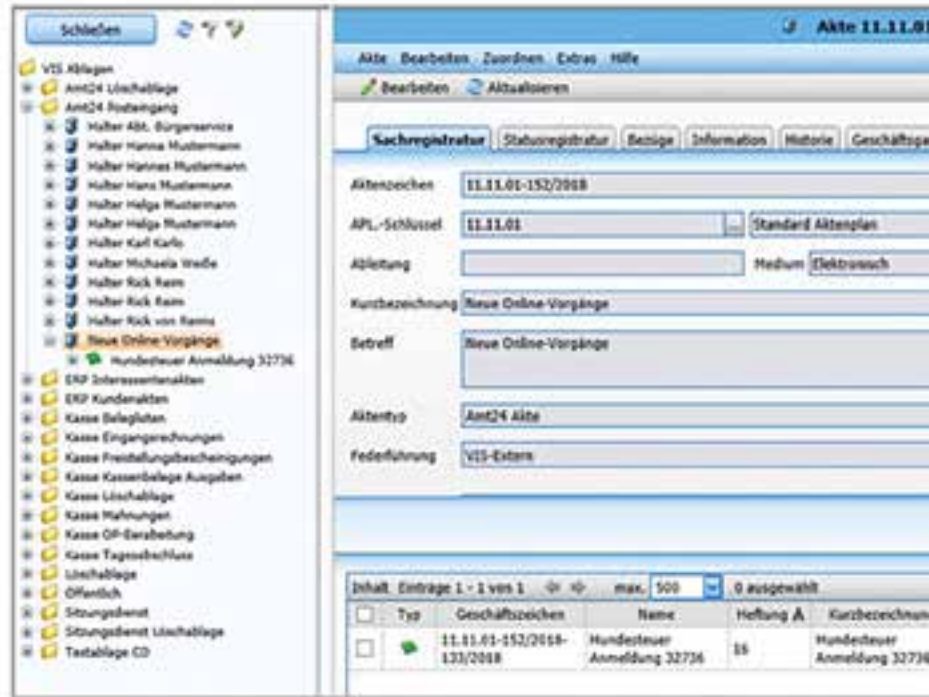 Schließen
VIS Ablagen
Amt24 Löschablage
Amt24 Posteingang
Halter Abt. Bürgerservice
Halter Hanna Mustermann
Halter Hannes Mustermann
Halter Hans Mustermann
Halter Helga Mustermann
Halter Helga Mustermann
Halter Karl Karlo
Halter Michaela Weiße
Halter Rick Reim
Halter Rick Reim
Halter Rick von Reims
Neue Online-Vorgänge
Hundesteuer Anmeldung 32736
ERP Interessentenakten
ERP Kundenakten
Kasse Beleglisten
Kasse Eingangsrechnungen
Kasse Freistellungsbescheinigungen
Kasse Kassenbelege Ausgaben
Kasse Löschablage
Kasse Mahnungen
Kasse OP-Bearbeitung
Kasse Tagesabschluss
Löschablage
Öffentlich
Sitzungsdienst
Sitzungsdienst Löschablage
Testablage CD
Akte 11.11.01
Akte Bearbeiten Zuordnen Extras Hilfe
Bearbeiten Aktualisieren
Sachregistratur Statusregistratur Bezüge Information Historie Geschäftsga
Aktenzeichen 11.11.01-152/2018
APL.-Schlüssel 11.11.01 ... Standard Aktenplan
Ableitung Medium Elektronisch
Kurzbezeichnung Neue Online-Vorgänge
Betreff Neue Online-Vorgänge
Aktentyp Amt24 Akte
Federführung VIS-Extern
Inhalt Einträge 1 - 1 von 1 max. 500 0 ausgewählt
Typ Geschäftszeichen Name Heftung Kurzbezeichnun
11.11.01-152/2018-133/2018 Hundesteuer Anmeldung 32736 16 Hundesteuer Anmeldung 32736